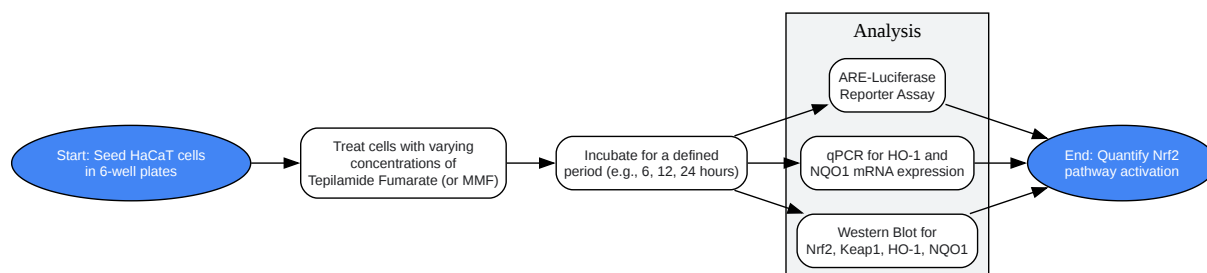 Start: Seed HaCaT cells
in 6-well plates
Treat cells with varying
concentrations of
Tepilamide Fumarate (or MMF)
Incubate for a defined
period (e.g., 6, 12, 24 hours)
Analysis
ARE-Luciferase
Reporter Assay
qPCR for HO-1 and
NQO1 mRNA expression
Western Blot for
Nrf2, Keap1, HO-1, NQO1
End: Quantify Nrf2
pathway activation